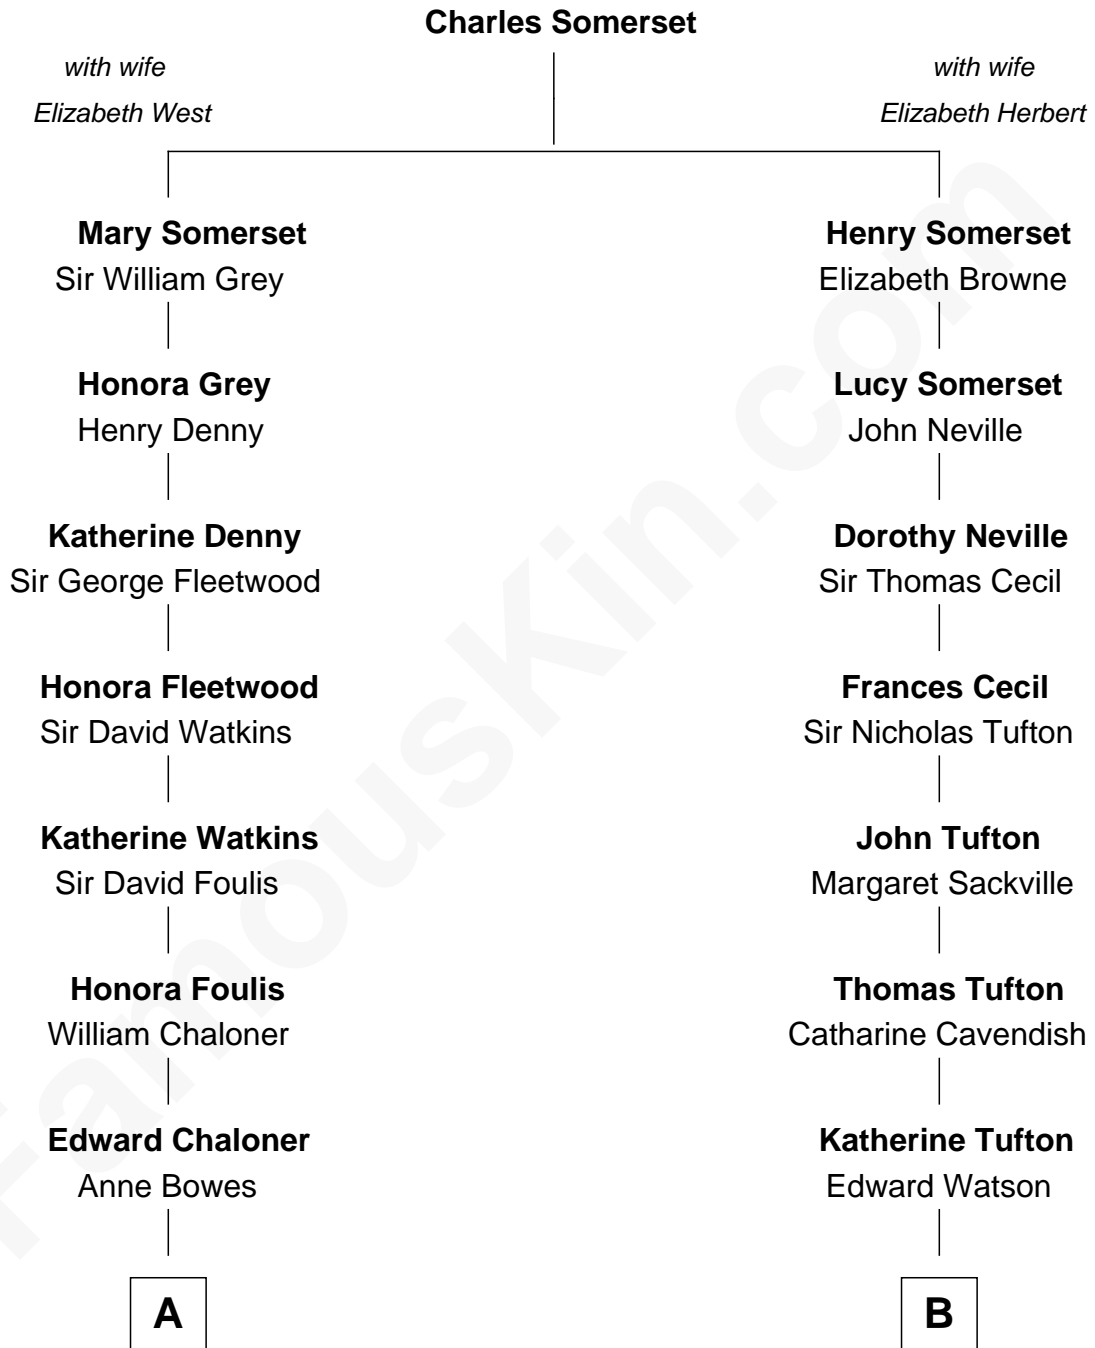 Charles Somerset
with wife
Elizabeth West
with wife
Elizabeth Herbert
Mary Somerset
Sir William Grey
Henry Somerset
Elizabeth Browne
Honora Grey
Henry Denny
Lucy Somerset
John Neville
Katherine Denny
Sir George Fleetwood
Dorothy Neville
Sir Thomas Cecil
Honora Fleetwood
Sir David Watkins
Frances Cecil
Sir Nicholas Tufton
Katherine Watkins
Sir David Foulis
John Tufton
Margaret Sackville
Honora Foulis
William Chaloner
Thomas Tufton
Catharine Cavendish
Edward Chaloner
Anne Bowes
Katherine Tufton
Edward Watson
A
B
FamousKin.com